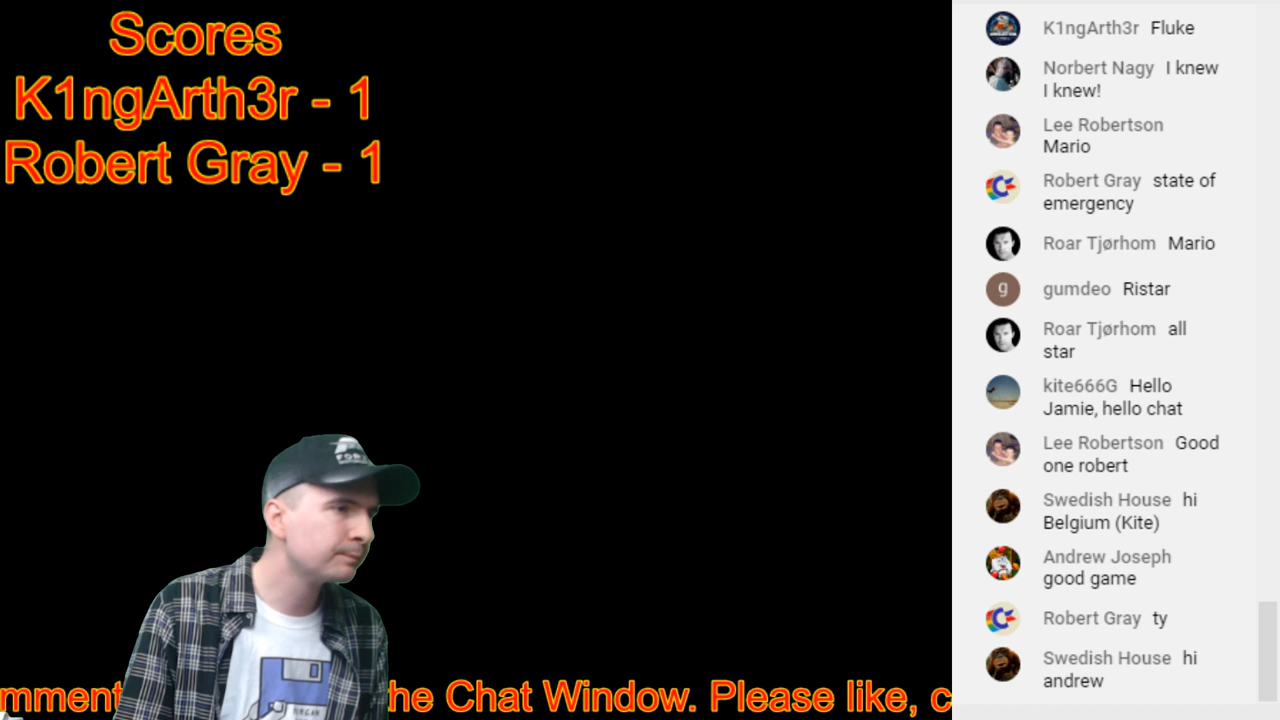 Scores
K1ngArth3r - 1
Robert Gray - 1
K1ngArth3r Fluke
Norbert Nagy I knew
I knew!
Lee Robertson
Mario
Robert Gray state of
emergency
Roar Tjørhom Mario
g
gumdeo Ristar
Roar Tjørhom all
star
kite666G Hello
Jamie, hello chat
Lee Robertson Good
one robert
Swedish House hi
Belgium (Kite)
Andrew Joseph
good game
Robert Gray ty
Swedish House hi
andrew
mment he Chat Window. Please like, c